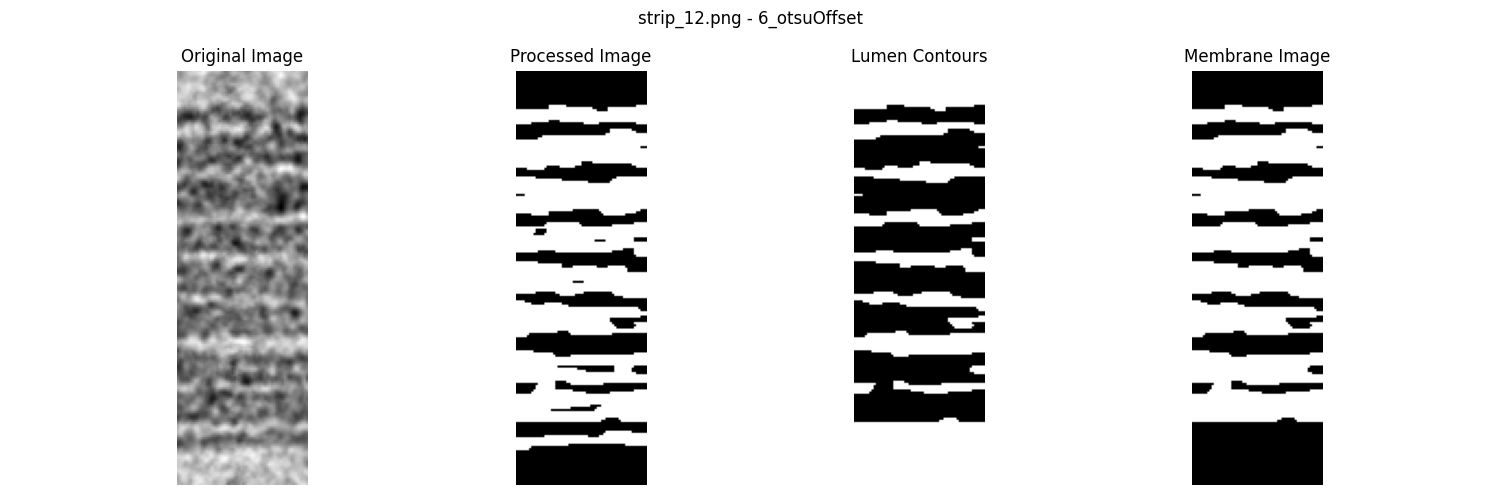 strip_12.png - 6_otsuOffset
Original Image
Processed Image
Lumen Contours
Membrane Image